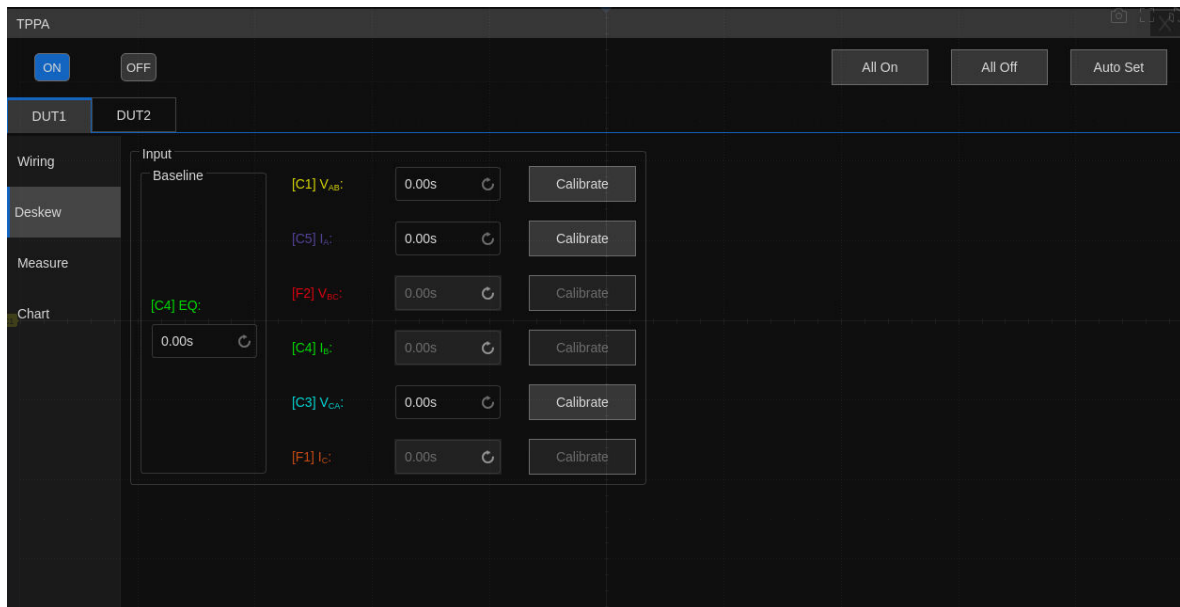 TPPA
ON OFF All On All Off Auto Set
DUT1 DUT2
Wiring
Deskew
Measure
Chart
Input
Baseline
[C4] EQ:
0.00s
[C1] VAB: 0.00s Calibrate
[C5] IA: 0.00s Calibrate
[F2] VBC: 0.00s Calibrate
[C4] IB: 0.00s Calibrate
[C3] VCA: 0.00s Calibrate
[F1] IC: 0.00s Calibrate